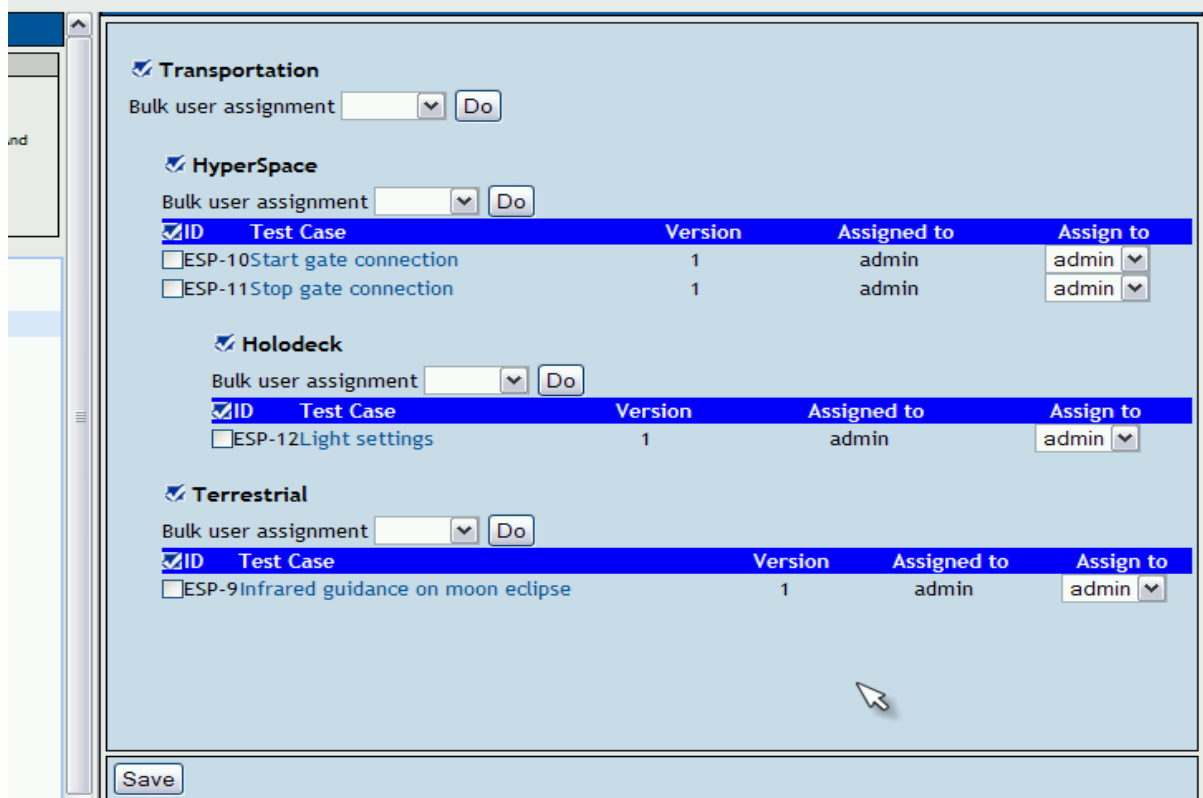 Transportation
Bulk user assignment Do
HyperSpace
Bulk user assignment Do
ID Test Case Version Assigned to Assign to
ESP-10 Start gate connection 1 admin admin
ESP-11 Stop gate connection 1 admin admin
Holodeck
Bulk user assignment Do
ID Test Case Version Assigned to Assign to
ESP-12 Light settings 1 admin admin
Terrestrial
Bulk user assignment Do
ID Test Case Version Assigned to Assign to
ESP-9 Infrared guidance on moon eclipse 1 admin admin
Save